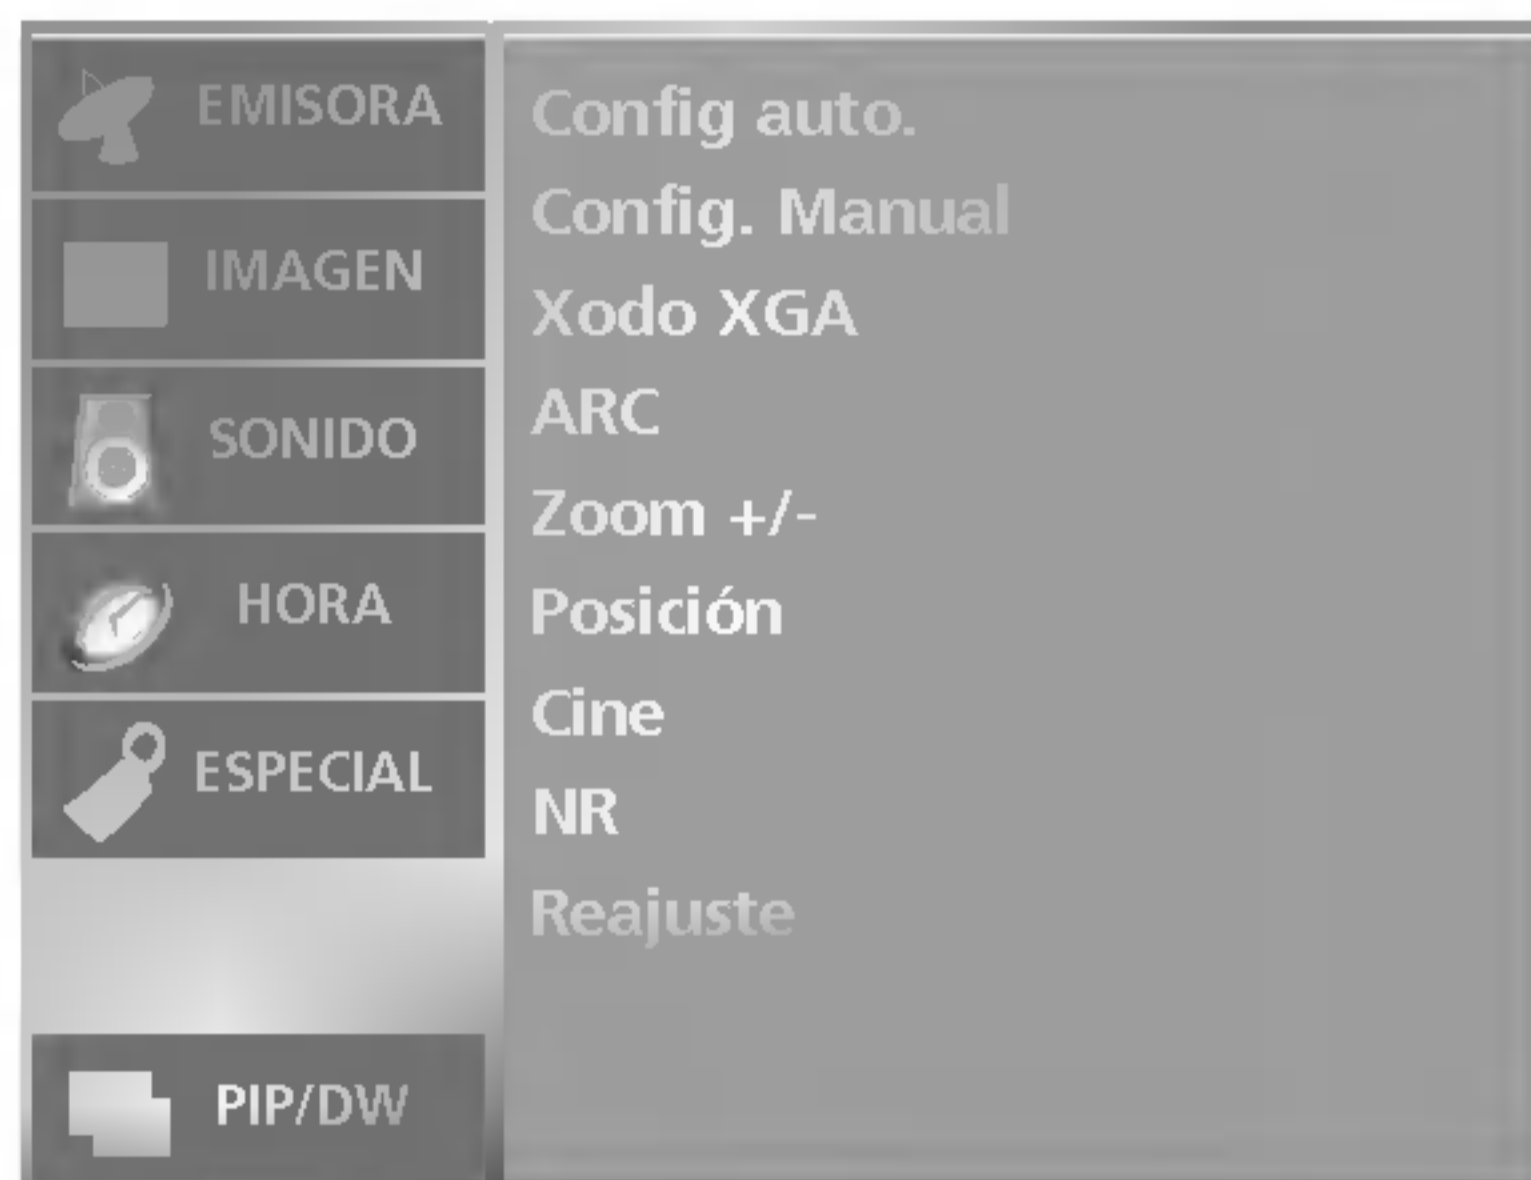 EMISORA
IMAGEN
SONIDO
HORA
ESPECIAL
PIP/DW
Config auto.
Config. Manual
Xodo XGA
ARC
Zoom +/-
Posición
Cine
NR
Reajuste